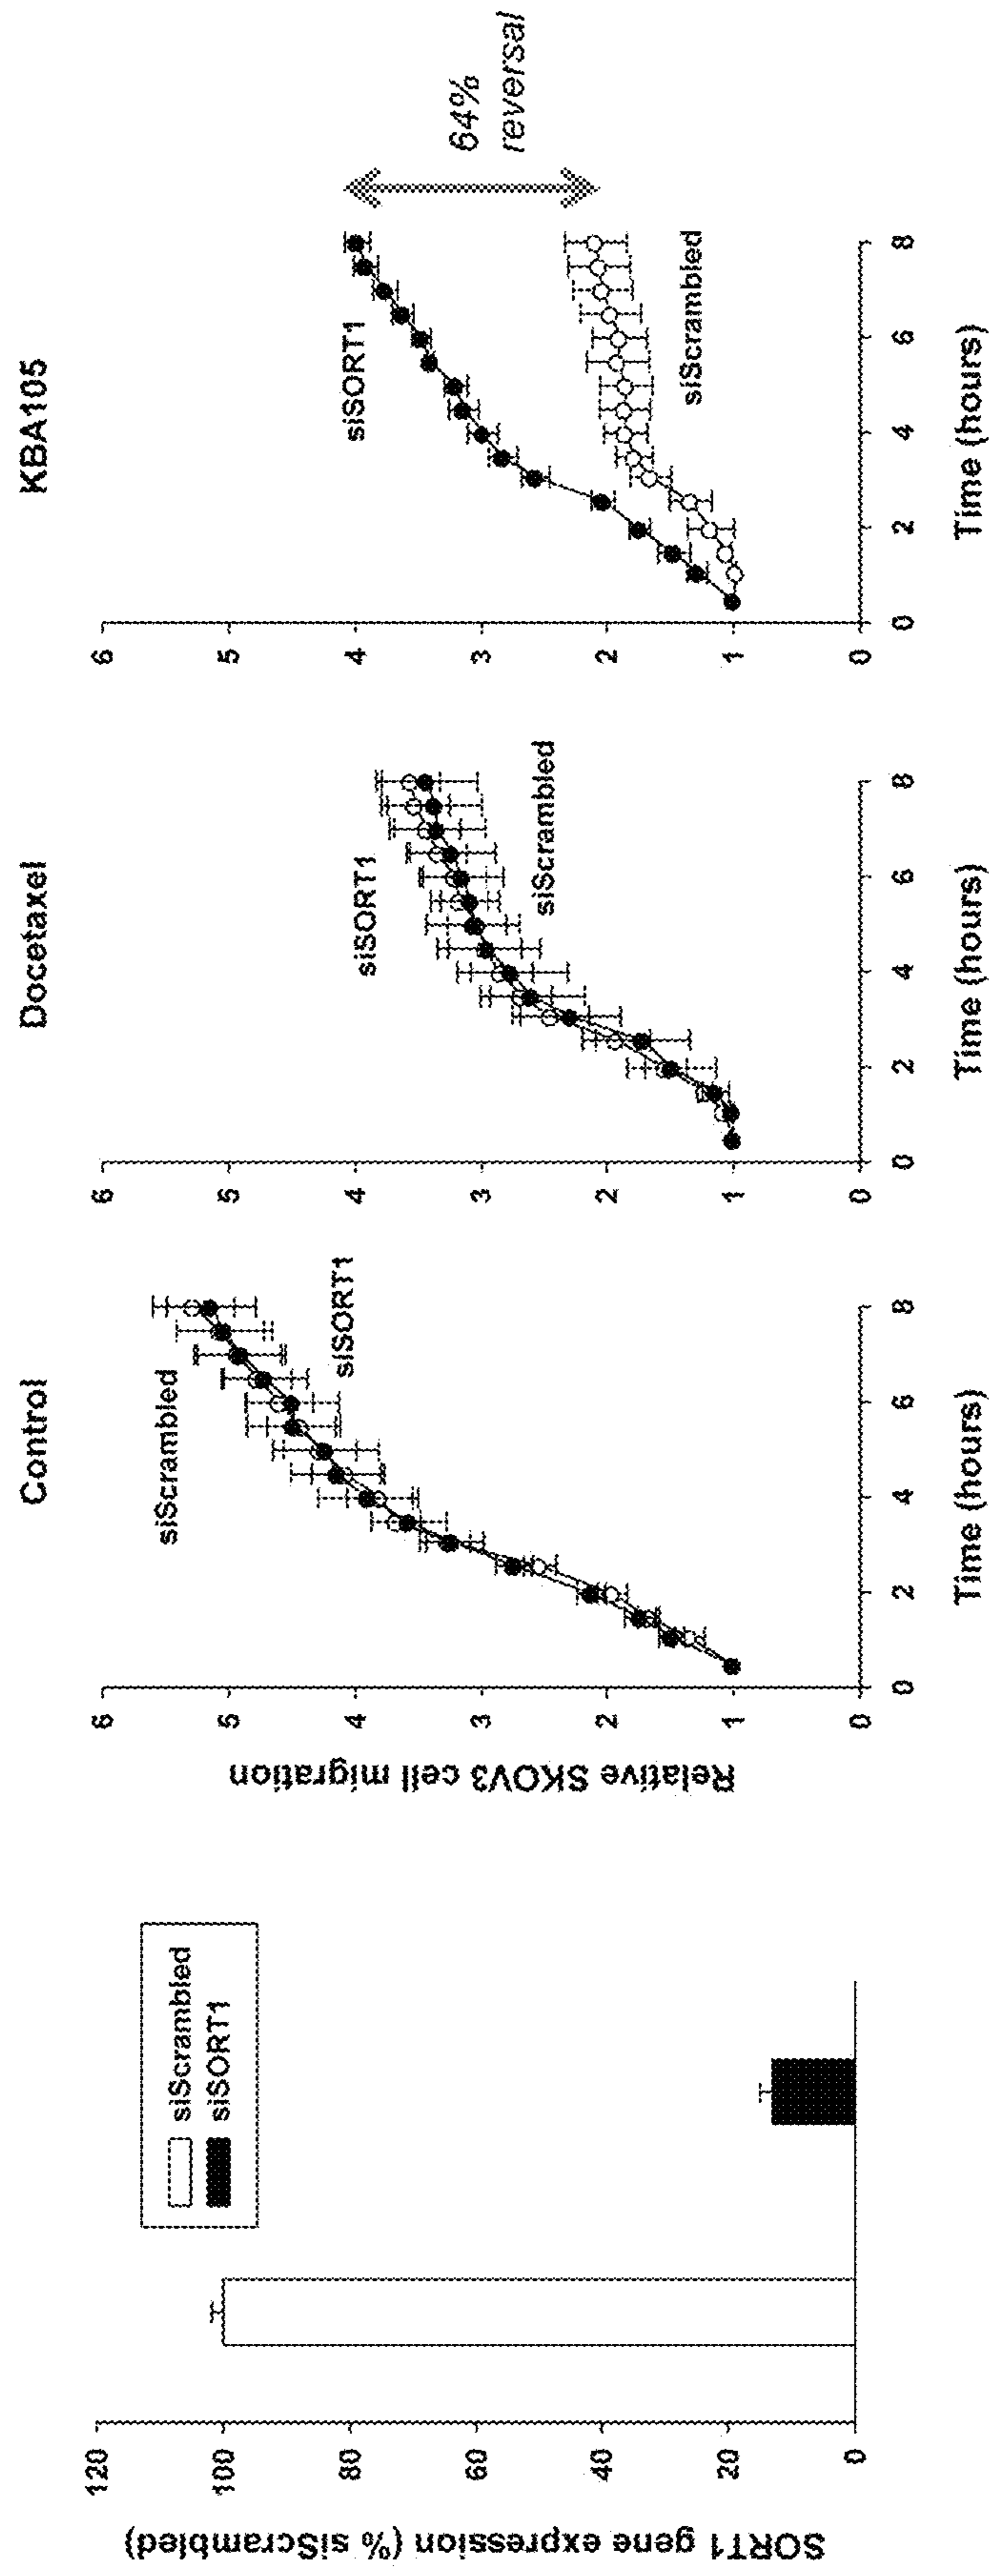 SORT1 gene expression (% siScrambled)
120
100
80
60
40
20
0
siScrambled
siSORT1
Relative SKOV3 cell migration
Control
6
5
4
3
2
1
0
siScrambled
siSORT1
0 2 4 6 8
Time (hours)
Docetaxel
6
5
4
3
2
1
0
siSORT1
siScrambled
0 2 4 6 8
Time (hours)
KBA105
6
5
4
3
2
1
0
siSORT1
siScrambled
64%
reversal
0 2 4 6 8
Time (hours)